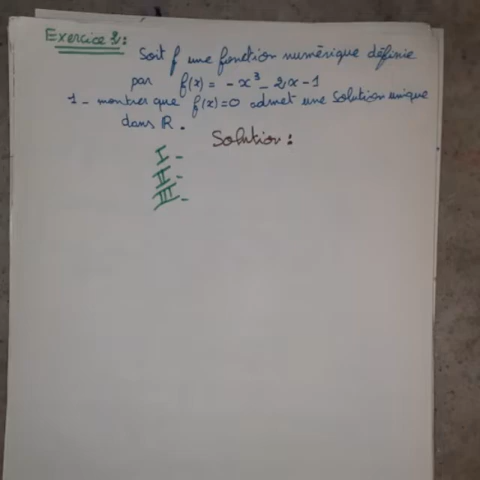 Exercice 2:
Soit f une fonction numérique définie
par f(x) = - x³ - 2x - 1
1 - montrer que f(x)=0 admet une solution unique
dans ℝ.
Solution :
I -
II -
III -